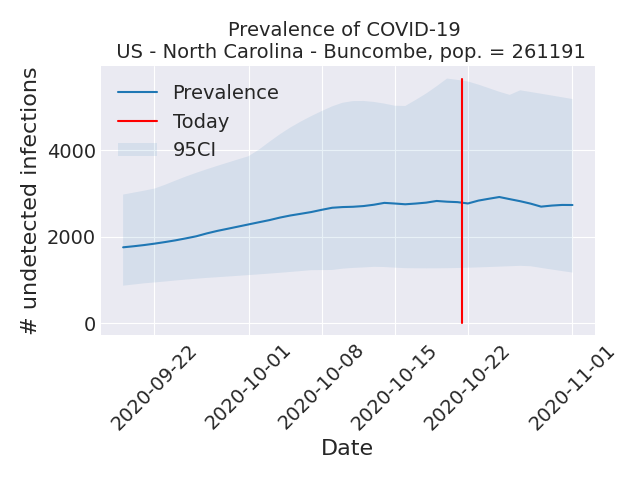 Prevalence of COVID-19
US - North Carolina - Buncombe, pop. = 261191
Prevalence
Today
95CI
# undetected infections
4000
2000
0
2020-09-22
2020-10-01
2020-10-08
2020-10-15
2020-10-22
2020-11-01
Date